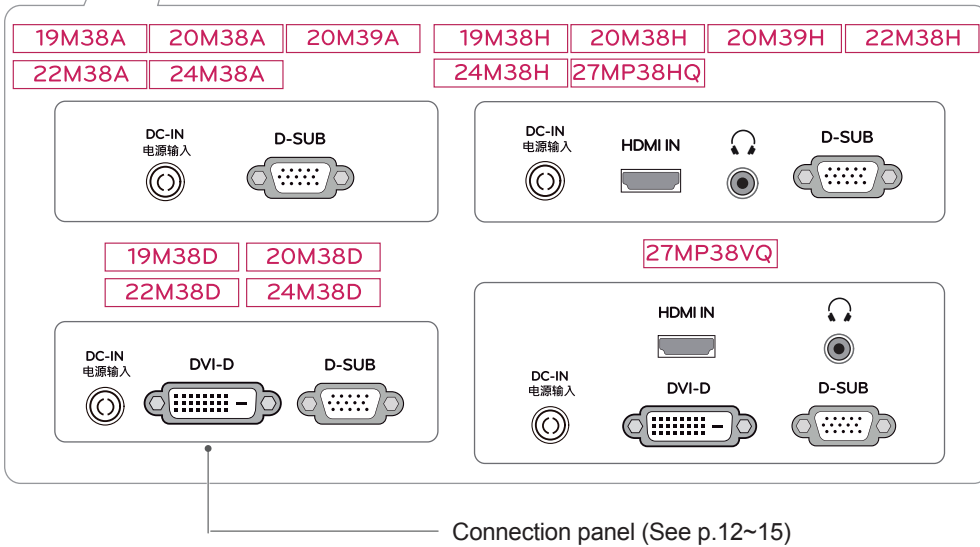 19M38A 20M38A 20M39A
22M38A 24M38A
DC-IN
电源输入
D-SUB
19M38H 20M38H 20M39H 22M38H
24M38H 27MP38HQ
DC-IN
电源输入
HDMI IN
D-SUB
19M38D 20M38D
22M38D 24M38D
DC-IN
电源输入
DVI-D
D-SUB
27MP38VQ
HDMI IN
DC-IN
电源输入
DVI-D
D-SUB
Connection panel (See p.12~15)